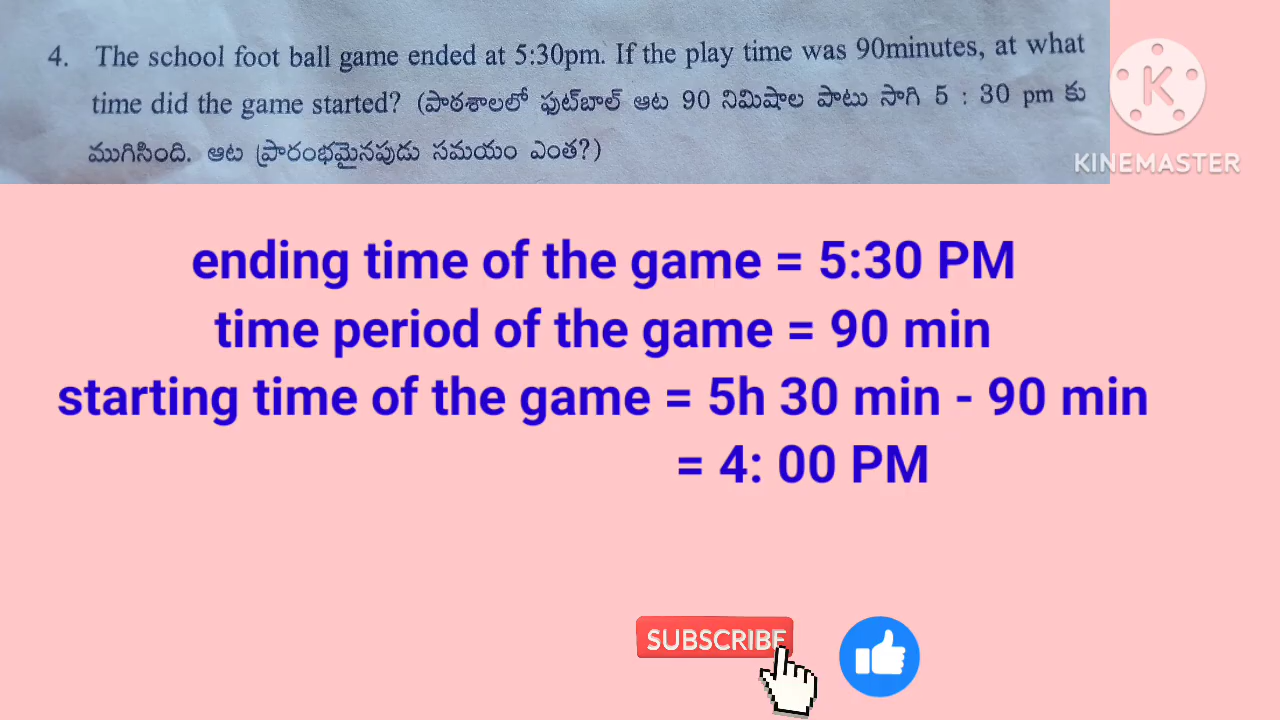 4. The school foot ball game ended at 5:30pm. If the play time was 90minutes, at what
time did the game started? (పాఠశాలలో ఫుట్‌బాల్ ఆట 90 నిమిషాల పాటు సాగి 5 : 30 pm కు
ముగిసింది. ఆట ప్రారంభమైనపుడు సమయం ఎంత?)
K
KINEMASTER
ending time of the game = 5:30 PM
time period of the game = 90 min
starting time of the game = 5h 30 min - 90 min
= 4: 00 PM
SUBSCRIBE